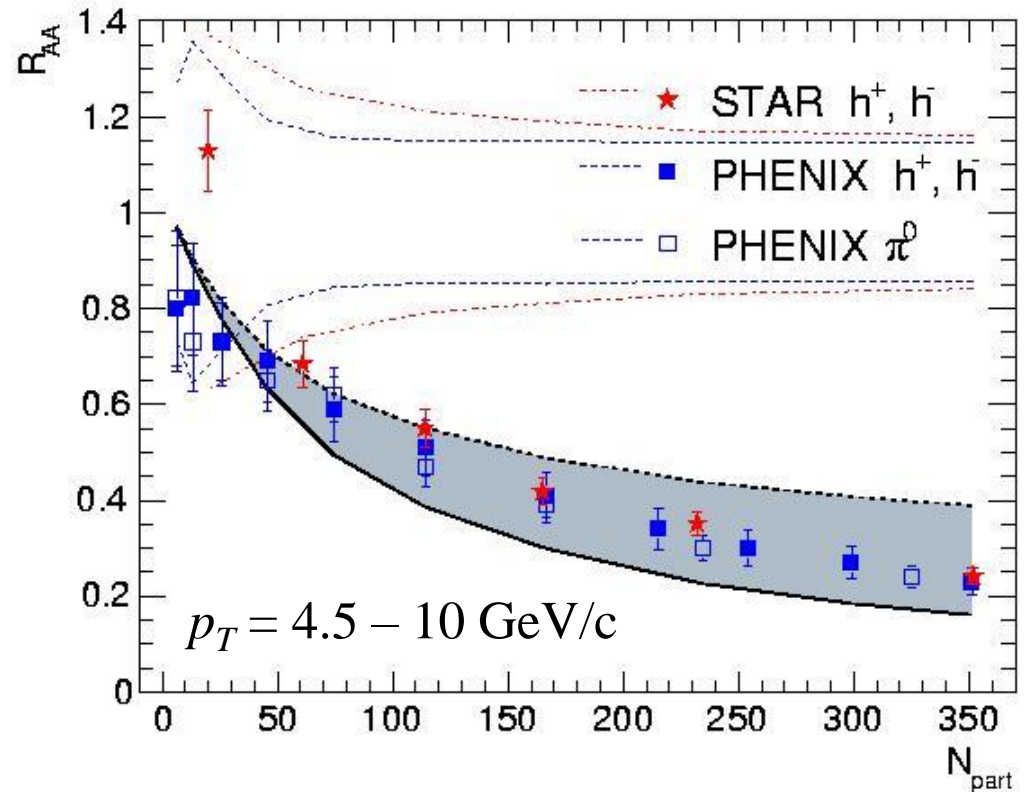 R_AA
1.4
1.2
1
0.8
0.6
0.4
0.2
0
STAR h⁺, h⁻
PHENIX h⁺, h⁻
PHENIX π⁰
p_T = 4.5 – 10 GeV/c
0 50 100 150 200 250 300 350
N_part